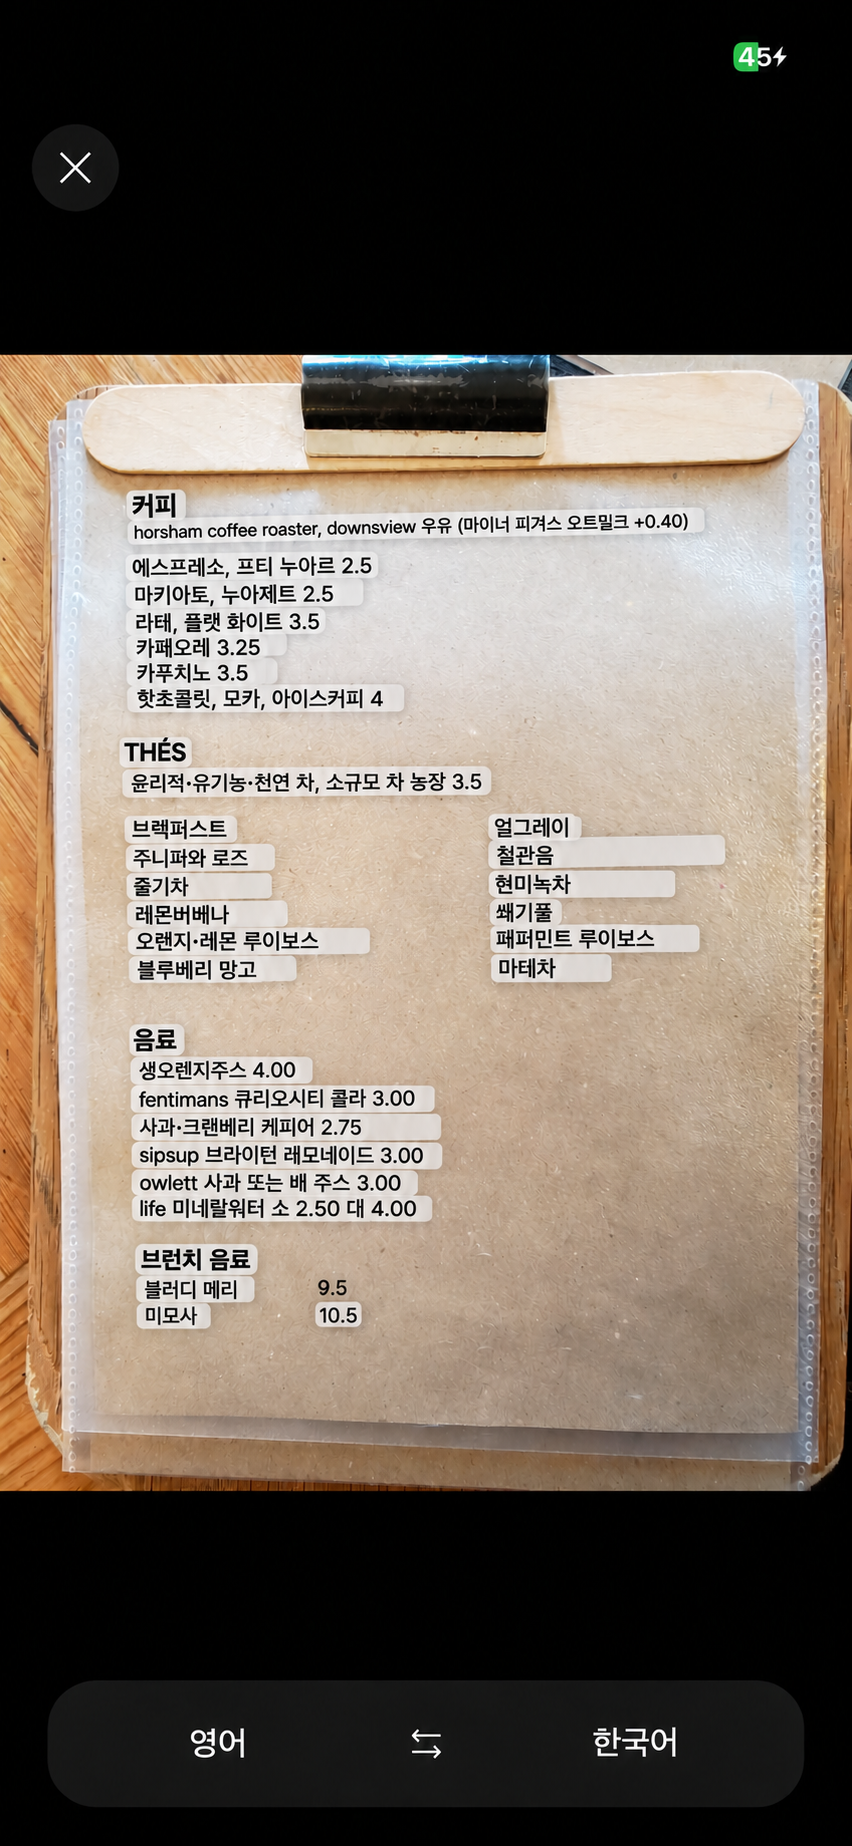 45
커피
horsham coffee roaster, downsview 우유 (마이너 피겨스 오트밀크 +0.40)
에스프레소, 프티 누아르 2.5
마키아토, 누아제트 2.5
라테, 플랫 화이트 3.5
카페오레 3.25
카푸치노 3.5
핫초콜릿, 모카, 아이스커피 4
THÉS
윤리적·유기농·천연 차, 소규모 차 농장 3.5
브랙퍼스트
주니파와 로즈
줄기차
레몬버베나
오랜지·레몬 루이보스
블루베리 망고
얼그레이
철관음
현미녹차
쐐기풀
패퍼민트 루이보스
마테차
음료
생오렌지주스 4.00
fentimans 큐리오시티 콜라 3.00
사과·크랜베리 케피어 2.75
sipsup 브라이턴 래모네이드 3.00
owlett 사과 또는 배 주스 3.00
life 미네랄워터 소 2.50 대 4.00
브런치 음료
블러디 메리 9.5
미모사 10.5
영어 한국어